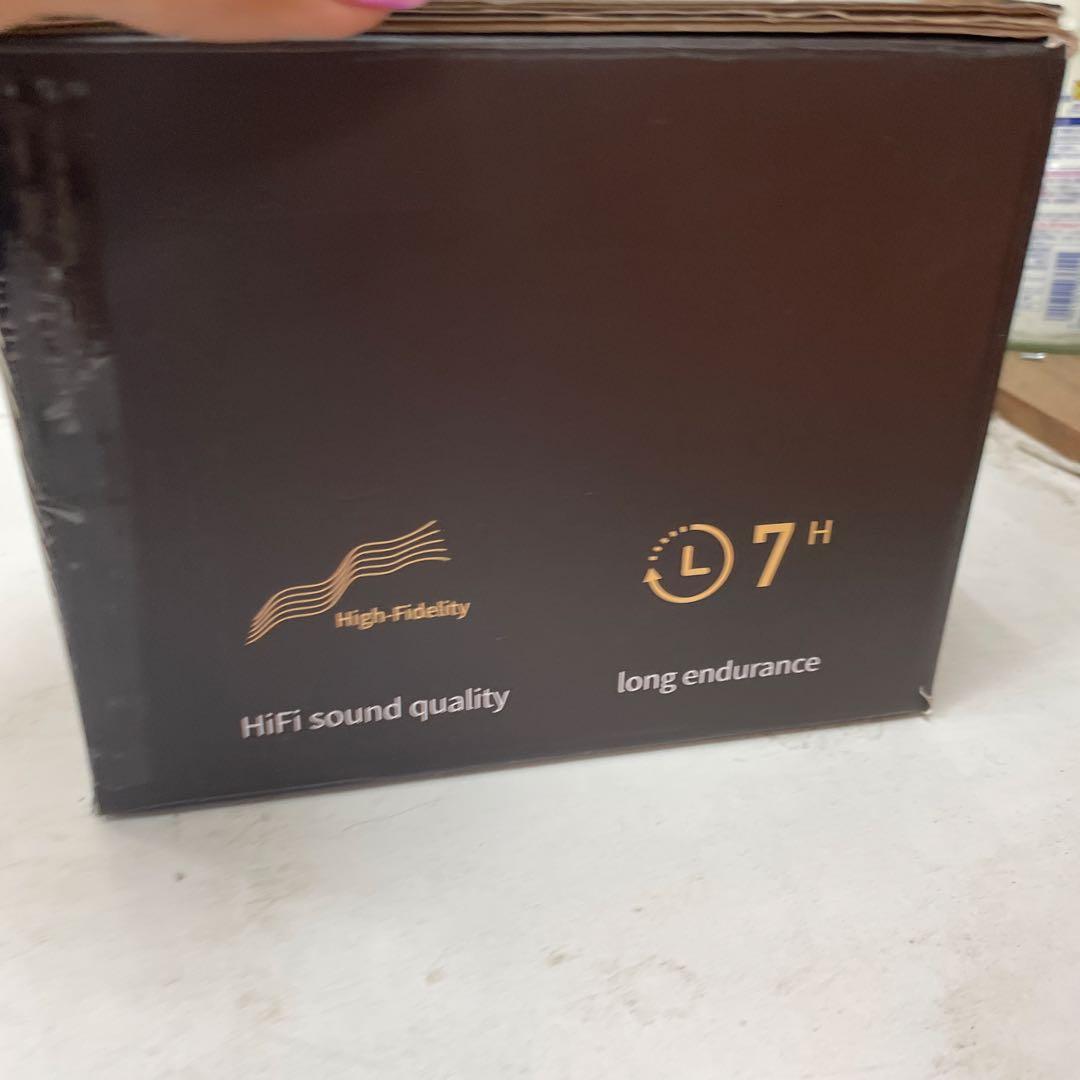 High-Fidelity
7H
HiFi sound quality
long endurance